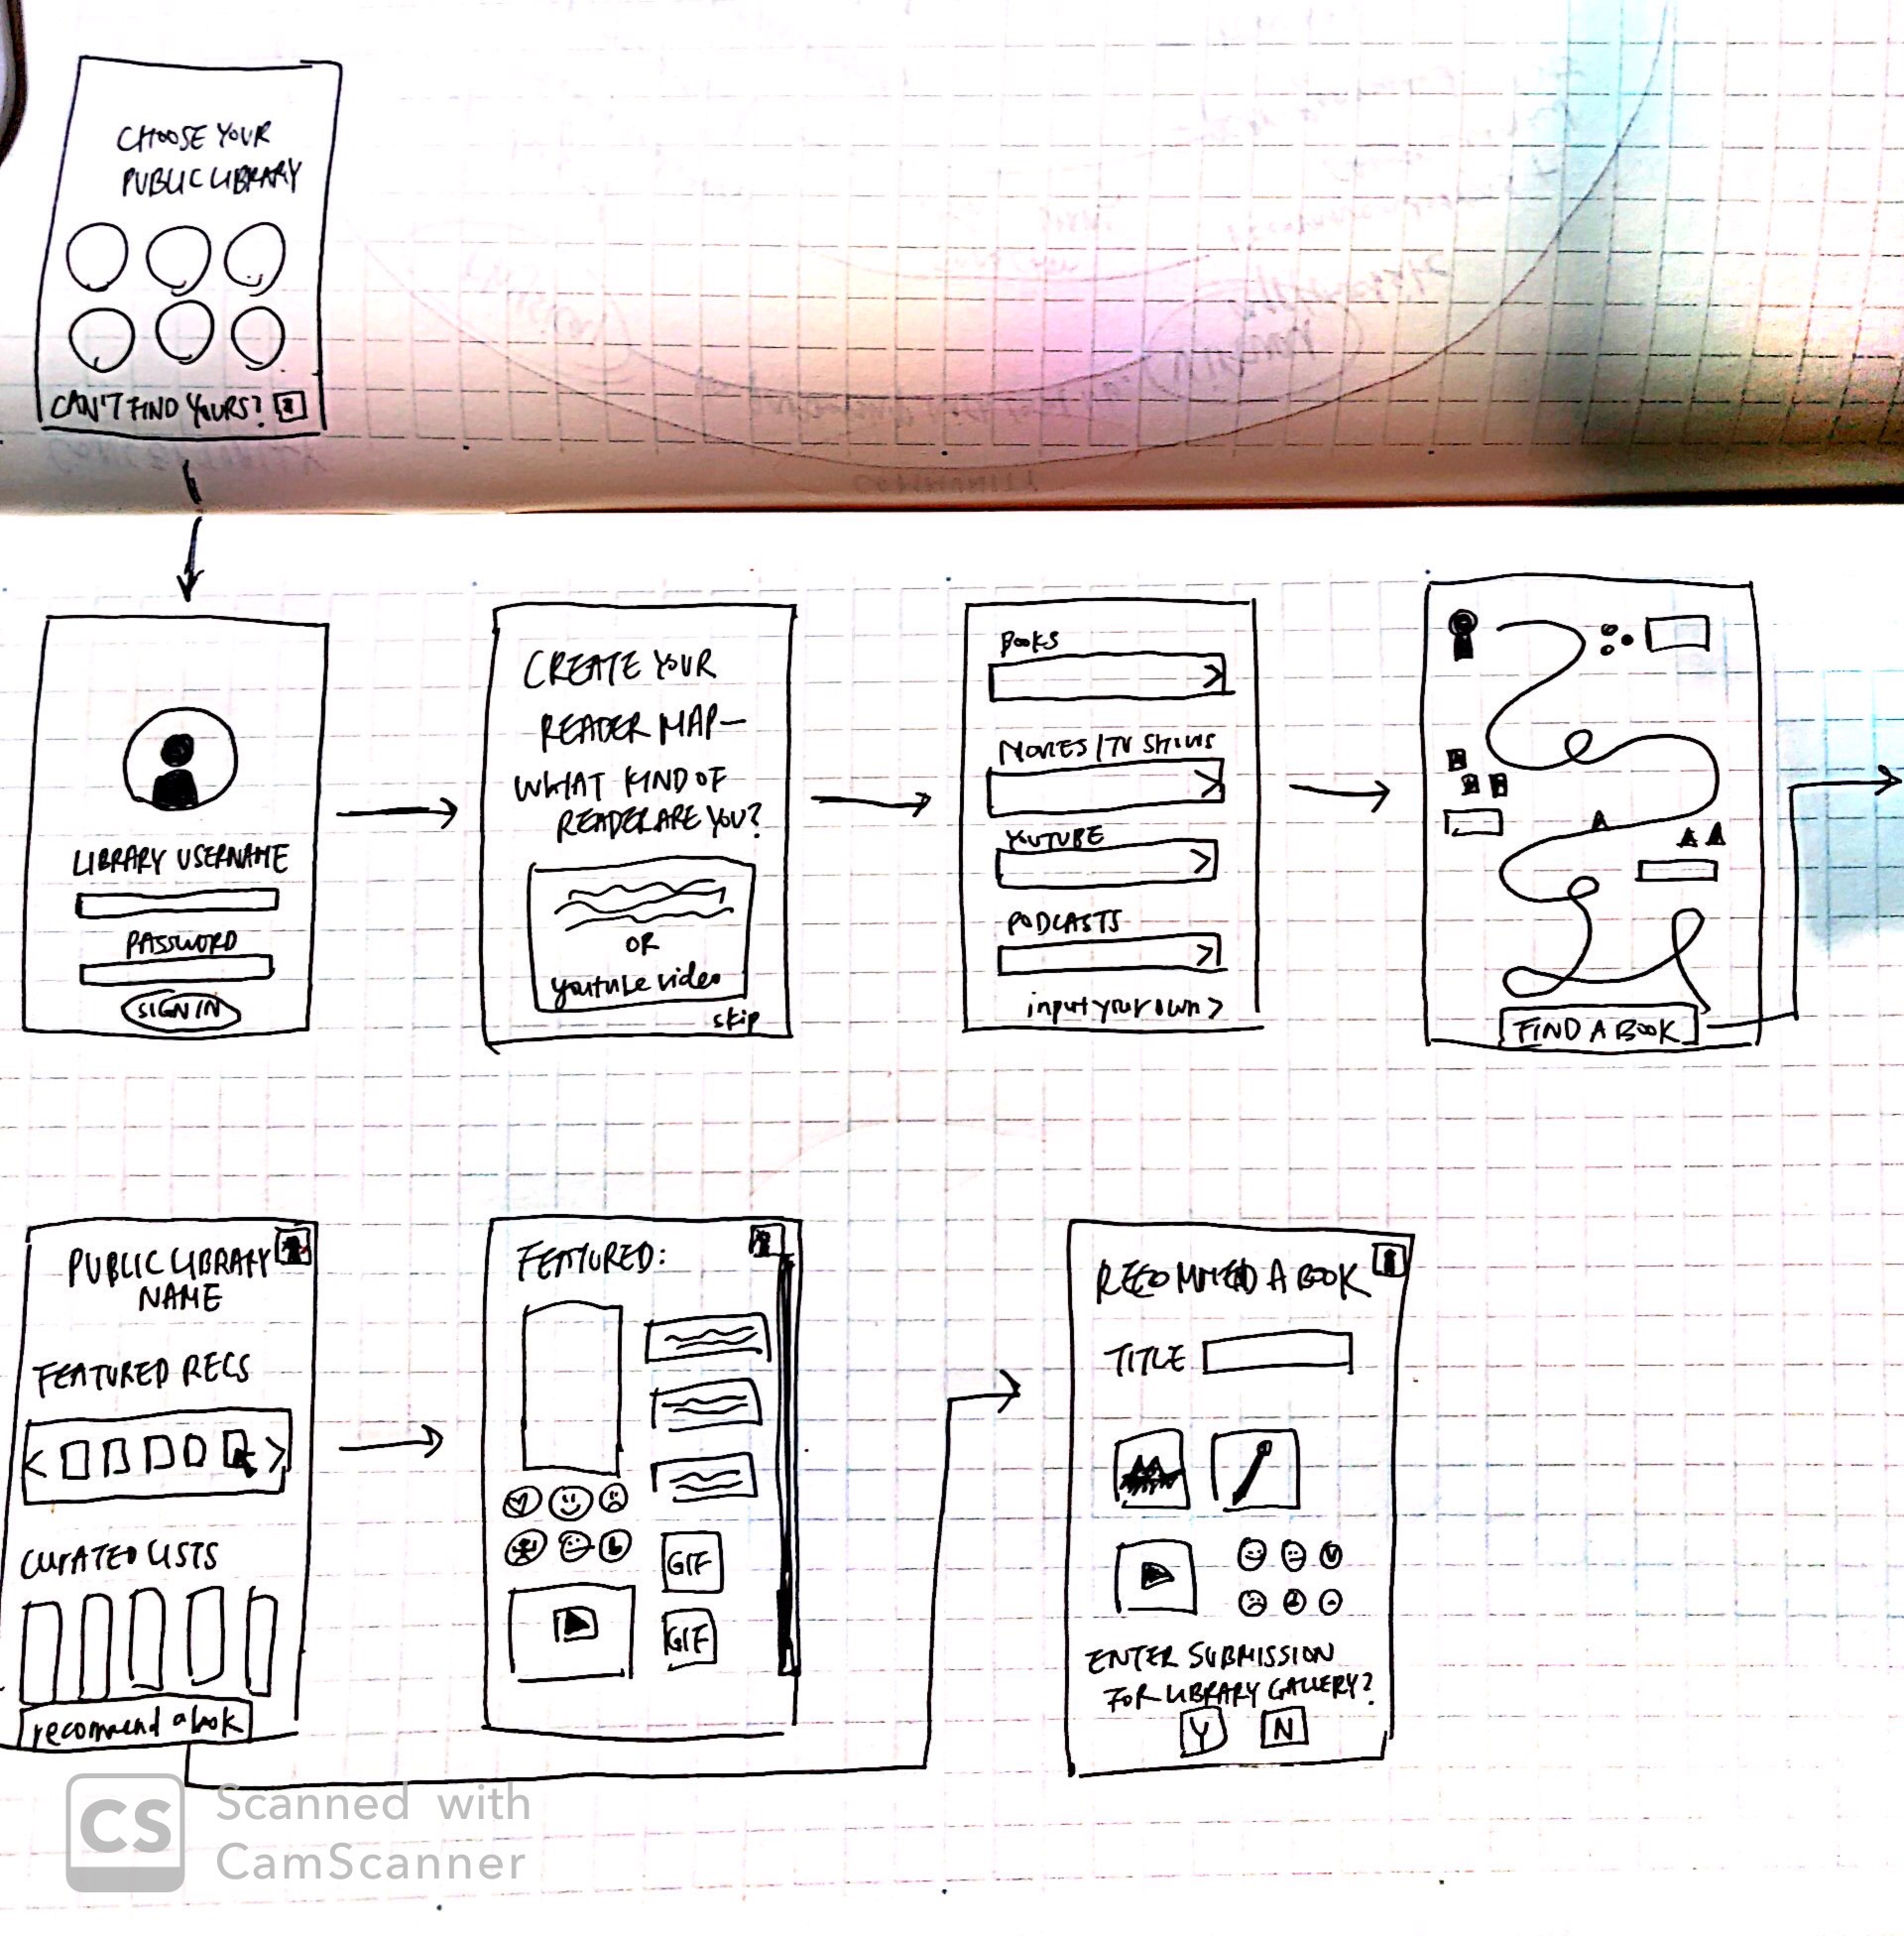 CHOOSE YOUR
PUBLIC LIBRARY
CAN'T FIND YOURS?
LIBRARY USERNAME
PASSWORD
SIGN IN
CREATE YOUR
READER MAP—
WHAT KIND OF
READER ARE YOU?
OR
youtube video
skip
BOOKS
MOVIES/TV SHOWS
YOUTUBE
PODCASTS
input your own >
FIND A BOOK
PUBLIC LIBRARY
NAME
FEATURED RECS
CURATED LISTS
recommend a book
FEATURED:
GIF
GIF
RECOMMEND A BOOK
TITLE
ENTER SUBMISSION
FOR LIBRARY GALLERY?
Y N
CS Scanned with
CamScanner